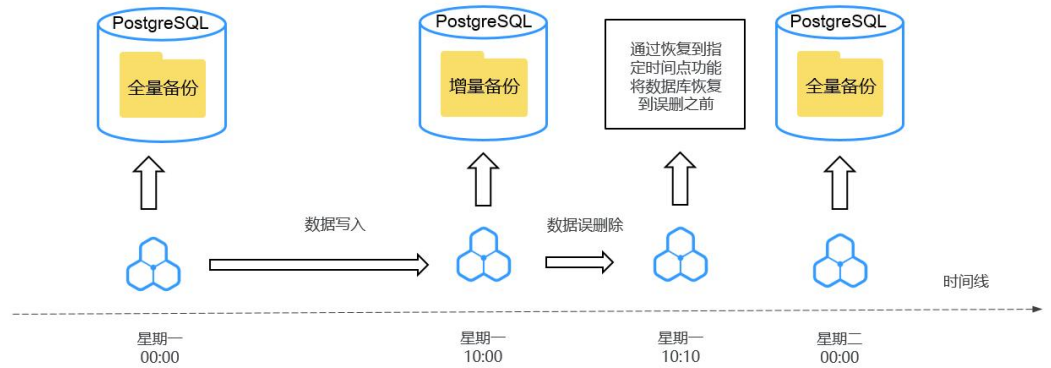 PostgreSQL
全量备份
PostgreSQL
增量备份
通过恢复到指
定时间点功能
将数据库恢复
到误删之前
PostgreSQL
全量备份
数据写入
数据误删除
时间线
星期一
00:00
星期一
10:00
星期一
10:10
星期二
00:00